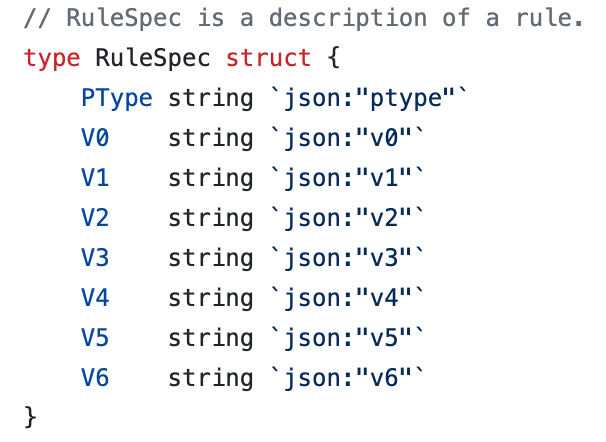 // RuleSpec is a description of a rule.
type RuleSpec struct {
    PType string `json:"ptype"`
    V0    string `json:"v0"`
    V1    string `json:"v1"`
    V2    string `json:"v2"`
    V3    string `json:"v3"`
    V4    string `json:"v4"`
    V5    string `json:"v5"`
    V6    string `json:"v6"`
}